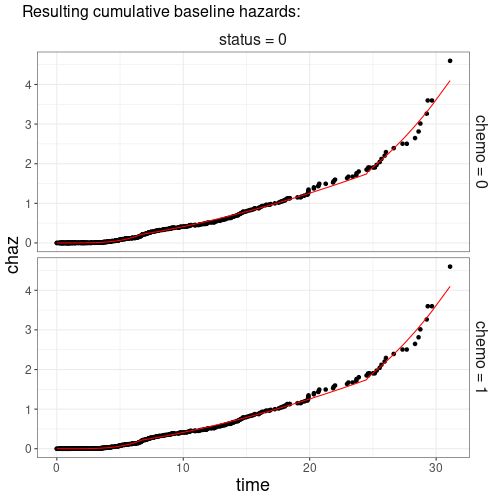 Resulting cumulative baseline hazards:
status = 0
4
3
2
1
0
chemo = 0
chaz
4
3
2
1
0
chemo = 1
0 10 20 30
time